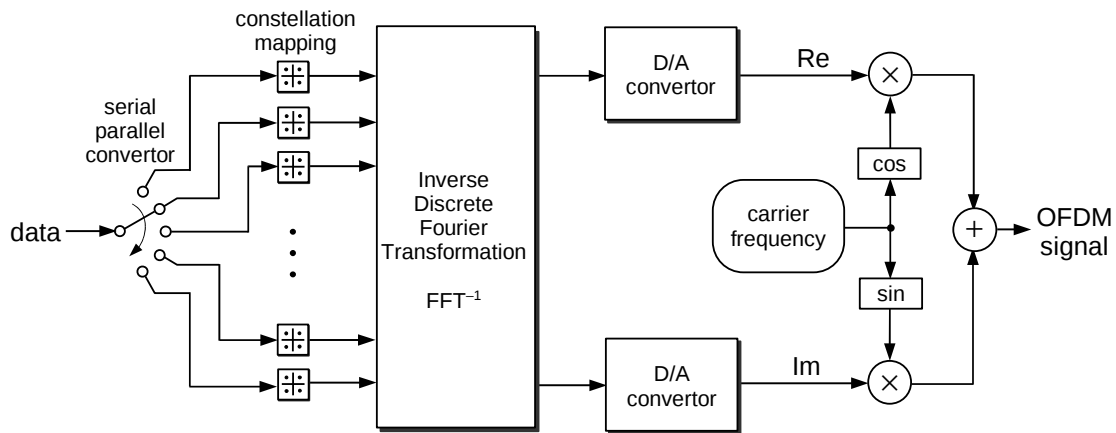 constellation
mapping
serial
parallel
convertor
data
Inverse
Discrete
Fourier
Transformation
FFT⁻¹
D/A
convertor
Re
×
cos
carrier
frequency
+
OFDM
signal
sin
D/A
convertor
Im
×